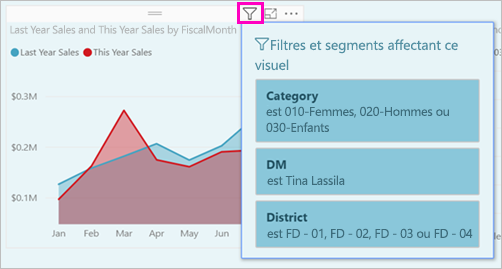 Last Year Sales and This Year Sales by FiscalMonth
Last Year Sales This Year Sales
$0.3M
$0.2M
$0.1M
Jan Feb Mar Apr May Jun
Filtres et segments affectant ce
visuel
Category
est 010-Femmes, 020-Hommes ou
030-Enfants
DM
est Tina Lassila
District
est FD - 01, FD - 02, FD - 03 ou FD - 04